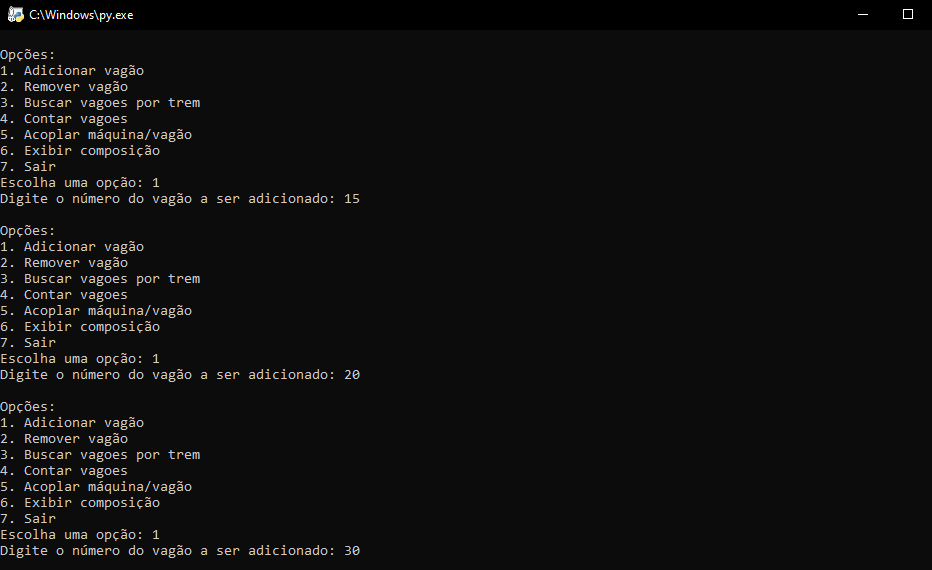 C:\Windows\py.exe
Opções:
1. Adicionar vagão
2. Remover vagão
3. Buscar vagoes por trem
4. Contar vagoes
5. Acoplar máquina/vagão
6. Exibir composição
7. Sair
Escolha uma opção: 1
Digite o número do vagão a ser adicionado: 15
Opções:
1. Adicionar vagão
2. Remover vagão
3. Buscar vagoes por trem
4. Contar vagoes
5. Acoplar máquina/vagão
6. Exibir composição
7. Sair
Escolha uma opção: 1
Digite o número do vagão a ser adicionado: 20
Opções:
1. Adicionar vagão
2. Remover vagão
3. Buscar vagoes por trem
4. Contar vagoes
5. Acoplar máquina/vagão
6. Exibir composição
7. Sair
Escolha uma opção: 1
Digite o número do vagão a ser adicionado: 30